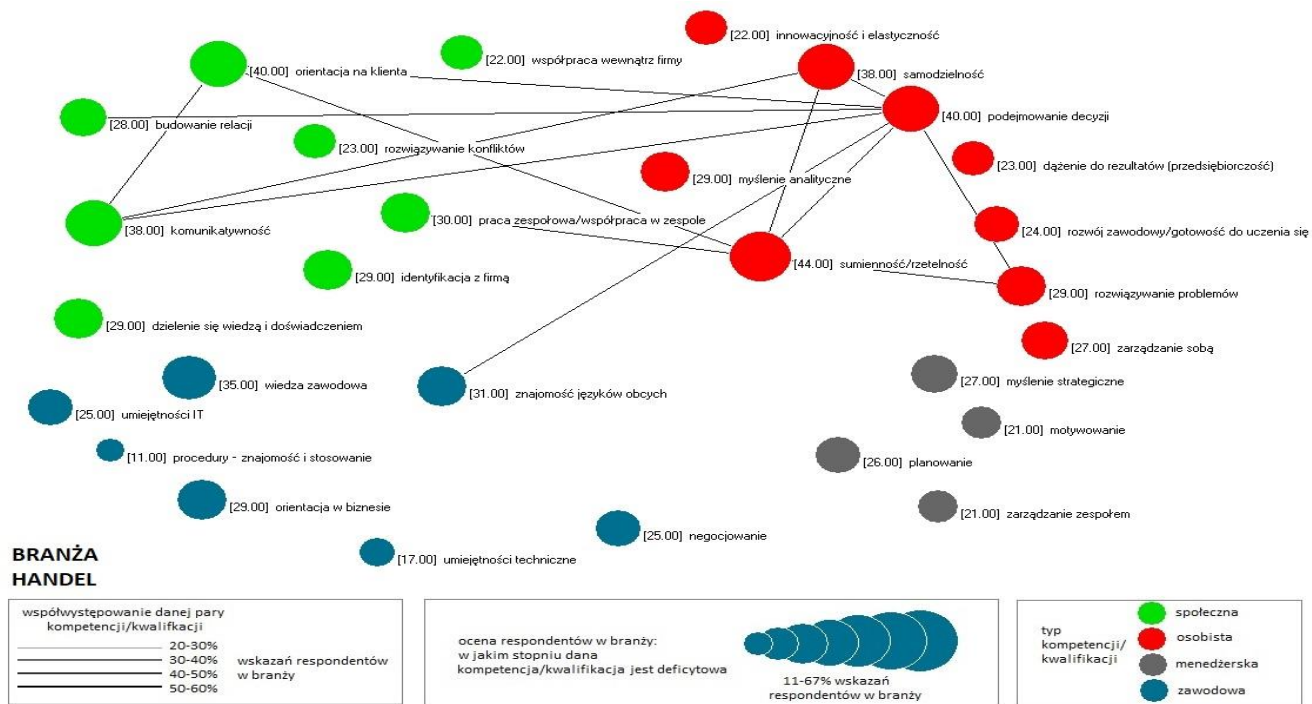 [22.00] innowacyjność i elastyczność
[22.00] współpraca wewnątrz firmy
[40.00] orientacja na klienta
[38.00] samodzielność
[40.00] podejmowanie decyzji
[28.00] budowanie relacji
[23.00] rozwiązywanie konfliktów
[23.00] dążenie do rezultatów (przedsiębiorczość)
[29.00] myślenie analityczne
[30.00] praca zespołowa/współpraca w zespole
[38.00] komunikatywność
[24.00] rozwój zawodowy/gotowość do uczenia się
[44.00] sumienność/rzetelność
[29.00] identyfikacja z firmą
[29.00] rozwiązywanie problemów
[29.00] dzielenie się wiedzą i doświadczeniem
[27.00] zarządzanie sobą
[35.00] wiedza zawodowa
[31.00] znajomość języków obcych
[27.00] myślenie strategiczne
[25.00] umiejętności IT
[21.00] motywowanie
[11.00] procedury - znajomość i stosowanie
[26.00] planowanie
[29.00] orientacja w biznesie
[21.00] zarządzanie zespołem
[25.00] negocjowanie
[17.00] umiejętności techniczne
BRANŻA
HANDEL
współwystępowanie danej pary
kompetencji/kwalifkacji
20-30%
30-40%
40-50%
50-60%
wskazań respondentów
w branży
ocena respondentów w branży:
w jakim stopniu dana
kompetencja/kwalifikacja jest deficytowa
11-67% wskazań
respondentów w branży
typ
kompetencji/
kwalifikacji
społeczna
osobista
menedżerska
zawodowa